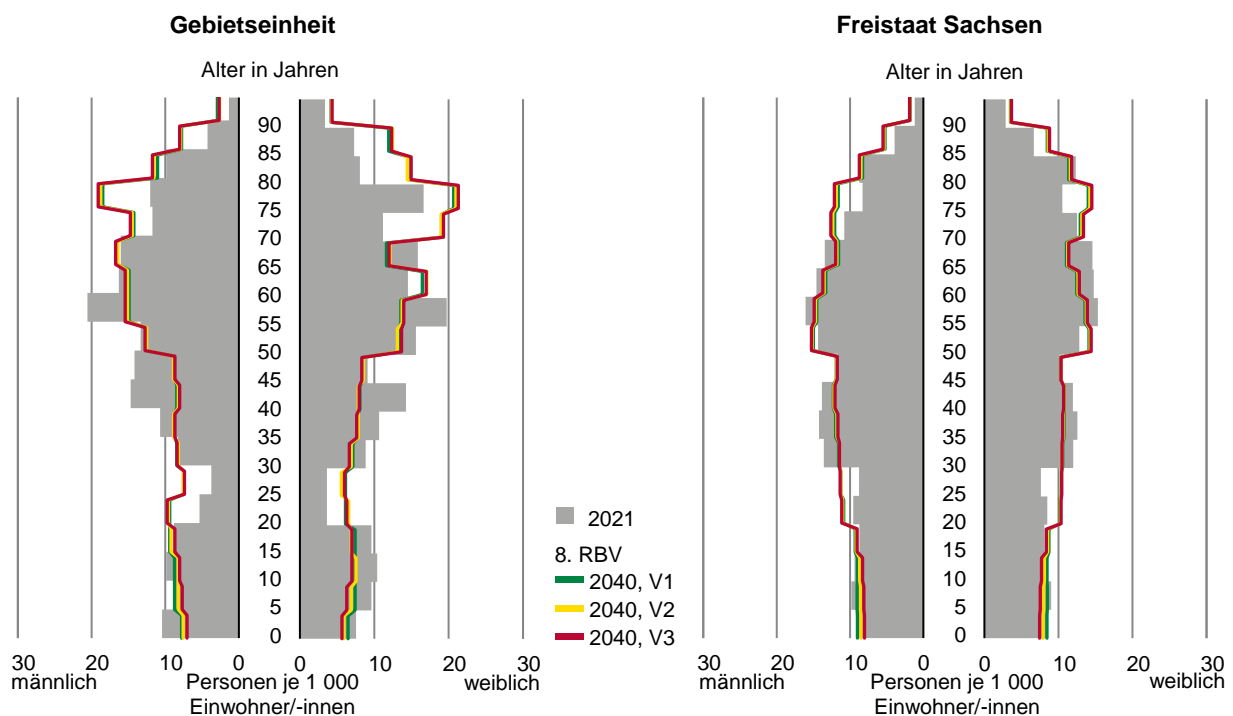 Gebietseinheit
Alter in Jahren
90
85
80
75
70
65
60
55
50
45
40
35
30
25
20
15
10
5
0
30 20 10 0 0 10 20 30
männlich Personen je 1 000 weiblich
Einwohner/-innen
2021
8. RBV
2040, V1
2040, V2
2040, V3
Freistaat Sachsen
Alter in Jahren
90
85
80
75
70
65
60
55
50
45
40
35
30
25
20
15
10
5
0
30 20 10 0 0 10 20 30
männlich Personen je 1 000 weiblich
Einwohner/-innen